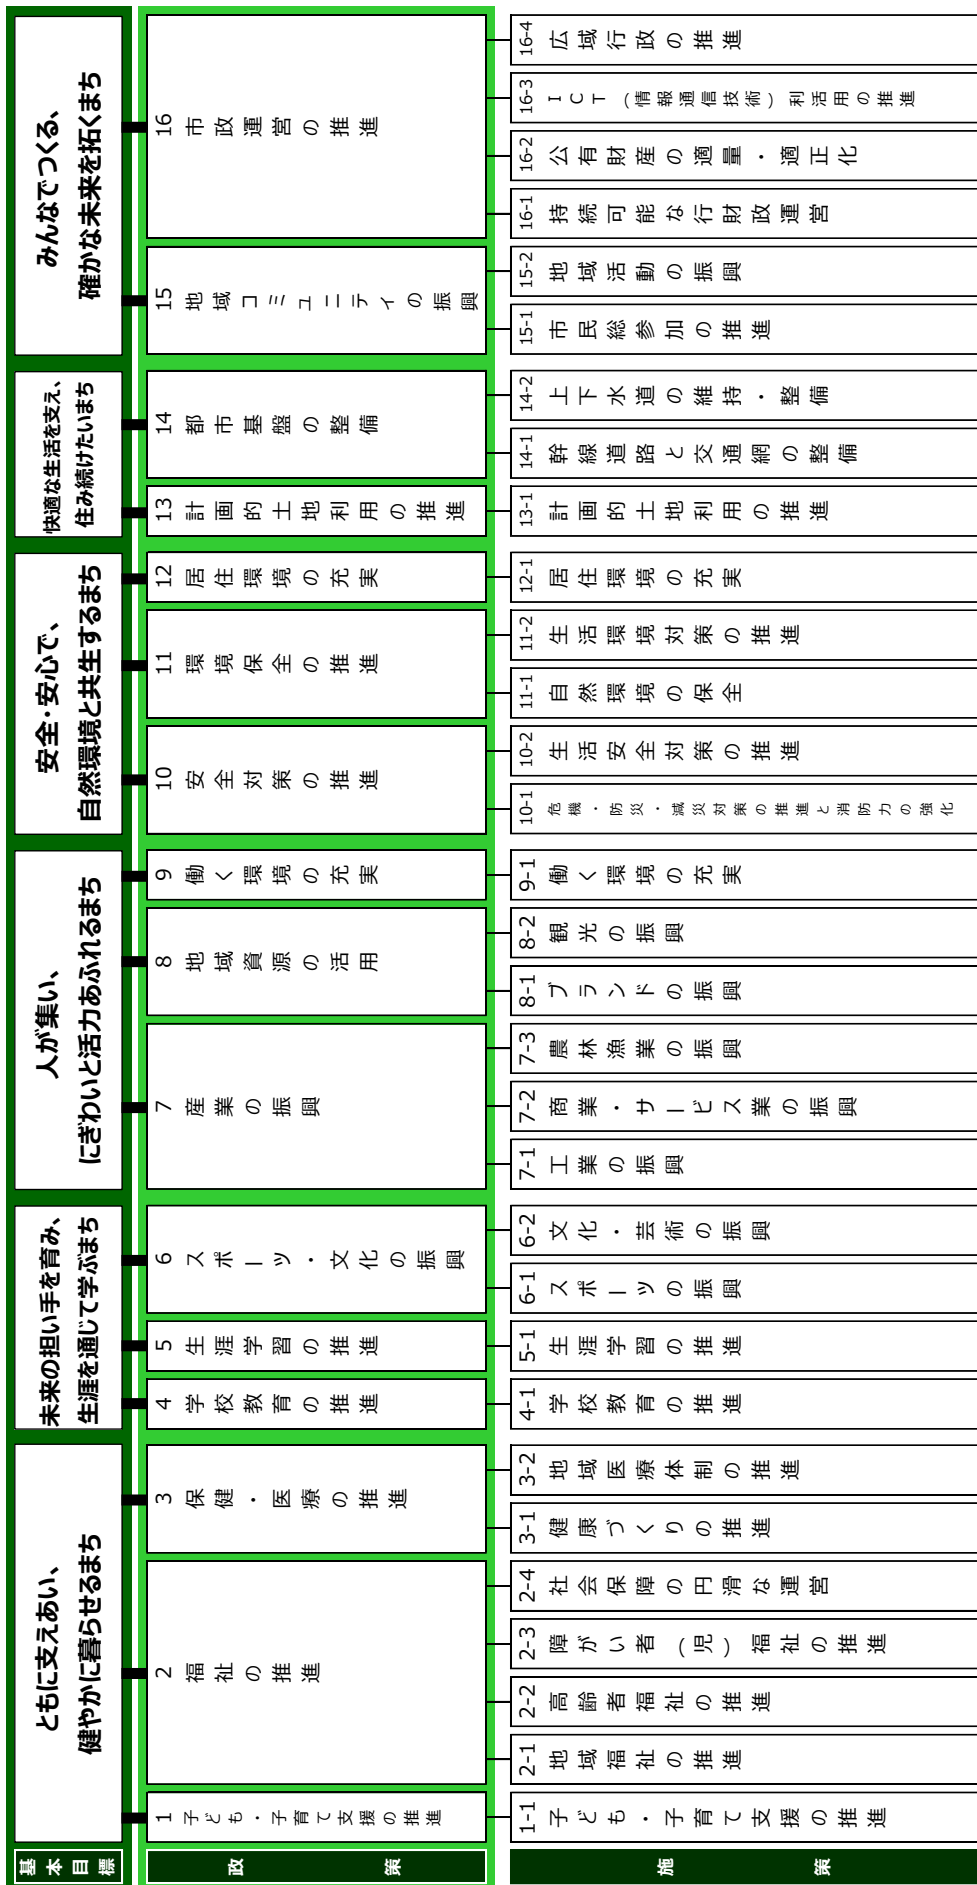 基本目標
政策
施策
ともに支えあい、
健やかに暮らせるまち
1 子ども・子育て支援の推進
1-1 子ども・子育て支援の推進
2 福祉の推進
2-1 地域福祉の推進
2-2 高齢者福祉の推進
2-3 障がい者（児）福祉の推進
2-4 社会保障の円滑な運営
3 保健・医療の推進
3-1 健康づくりの推進
3-2 地域医療体制の推進
未来の担い手を育み、
生涯を通じて学ぶまち
4 学校教育の推進
4-1 学校教育の推進
5 生涯学習の推進
5-1 生涯学習の推進
6 スポーツ・文化の振興
6-1 スポーツの振興
6-2 文化・芸術の振興
人が集い、
にぎわいと活力あふれるまち
7 産業の振興
7-1 工業の振興
7-2 商業・サービス業の振興
7-3 農林漁業の振興
8 地域資源の活用
8-1 ブランドの振興
8-2 観光の振興
9 働く環境の充実
9-1 働く環境の充実
安全・安心で、
自然環境と共生するまち
10 安全対策の推進
10-1 危機・防災・減災対策の推進と消防力の強化
10-2 生活安全対策の推進
11 環境保全の推進
11-1 自然環境の保全
11-2 生活環境対策の推進
12 居住環境の充実
12-1 居住環境の充実
快適な生活を支え、
住み続けたいまち
13 計画的土地利用の推進
13-1 計画的土地利用の推進
14 都市基盤の整備
14-1 幹線道路と交通網の整備
14-2 上下水道の維持・整備
みんなでつくる、
確かな未来を拓くまち
15 地域コミュニティの振興
15-1 市民総参加の推進
15-2 地域活動の振興
16 市政運営の推進
16-1 持続可能な行財政運営
16-2 公有財産の適量・適正化
16-3 ICT（情報通信技術）利活用の推進
16-4 広域行政の推進